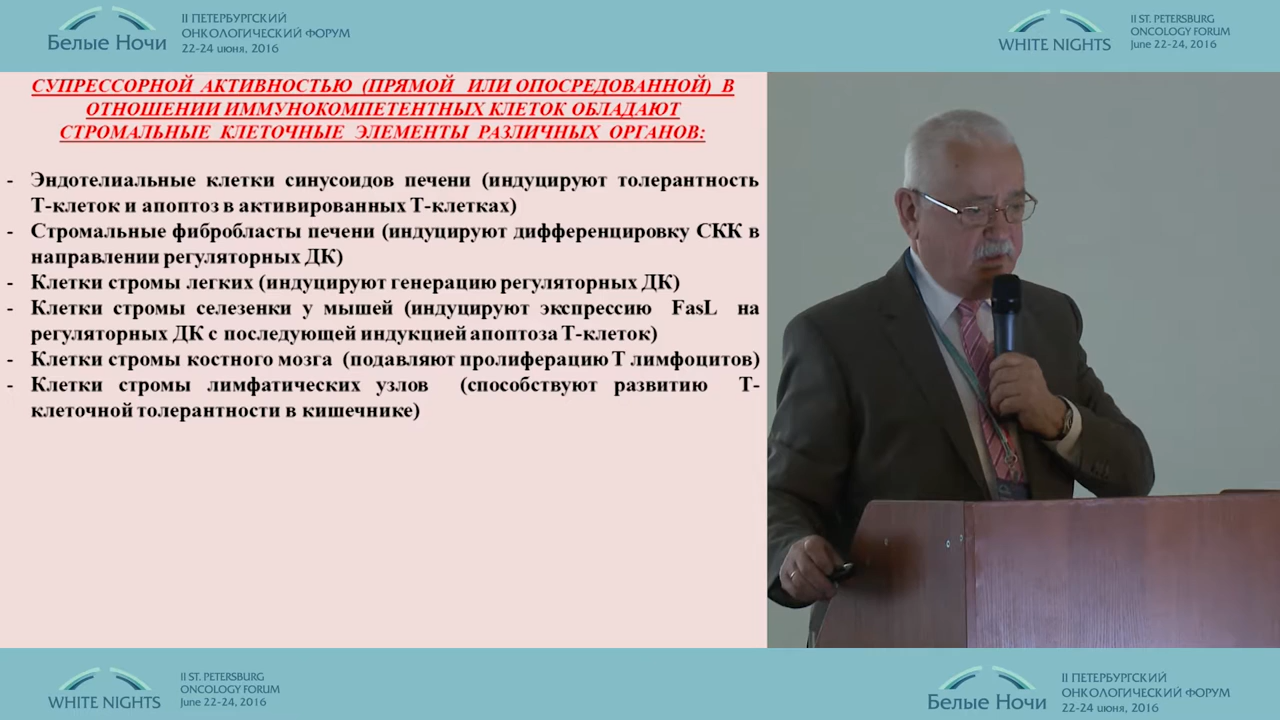 Белые Ночи
II ПЕТЕРБУРГСКИЙ
ОНКОЛОГИЧЕСКИЙ ФОРУМ
22-24 июня, 2016
WHITE NIGHTS
II ST. PETERSBURG
ONCOLOGY FORUM
June 22-24, 2016
СУПРЕССОРНОЙ АКТИВНОСТЬЮ (ПРЯМОЙ ИЛИ ОПОСРЕДОВАННОЙ) В
ОТНОШЕНИИ ИММУНОКОМПЕТЕНТНЫХ КЛЕТОК ОБЛАДАЮТ
СТРОМАЛЬНЫЕ КЛЕТОЧНЫЕ ЭЛЕМЕНТЫ РАЗЛИЧНЫХ ОРГАНОВ:
- Эндотелиальные клетки синусоидов печени (индуцируют толерантность
Т-клеток и апоптоз в активированных Т-клетках)
- Стромальные фибробласты печени (индуцируют дифференцировку СКК в
направлении регуляторных ДК)
- Клетки стромы легких (индуцируют генерацию регуляторных ДК)
- Клетки стромы селезенки у мышей (индуцируют экспрессию FasL на
регуляторных ДК с последующей индукцией апоптоза Т-клеток)
- Клетки стромы костного мозга (подавляют пролиферацию Т лимфоцитов)
- Клетки стромы лимфатических узлов (способствуют развитию Т-
клеточной толерантности в кишечнике)
WHITE NIGHTS
II ST. PETERSBURG
ONCOLOGY FORUM
June 22-24, 2016
Белые Ночи
II ПЕТЕРБУРГСКИЙ
ОНКОЛОГИЧЕСКИЙ ФОРУМ
22-24 июня, 2016